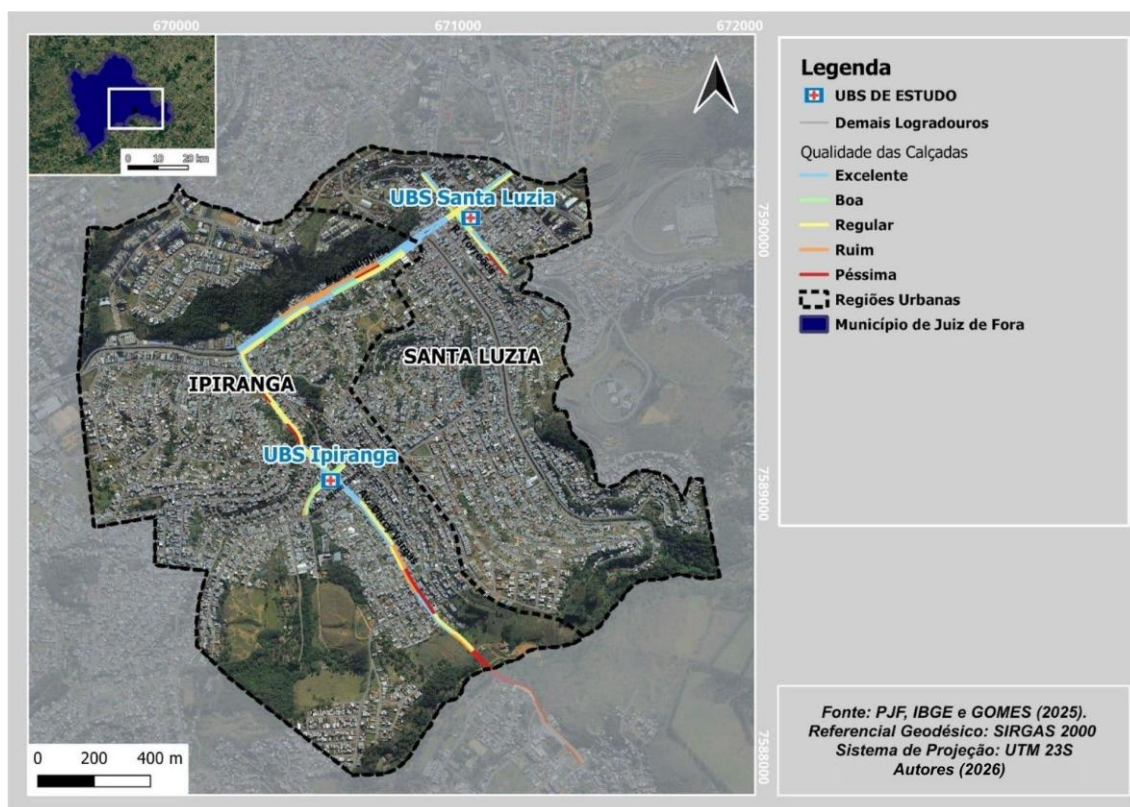 670000 671000 672000
0 10 20 km
7590000
7589000
7588000
UBS Santa Luzia
SANTA LUZIA
IPIRANGA
UBS Ipiranga
0 200 400 m
Legenda
UBS DE ESTUDO
Demais Logradouros
Qualidade das Calçadas
Excelente
Boa
Regular
Ruim
Péssima
Regiões Urbanas
Município de Juiz de Fora
Fonte: PJF, IBGE e GOMES (2025).
Referencial Geodésico: SIRGAS 2000
Sistema de Projeção: UTM 23S
Autores (2026)